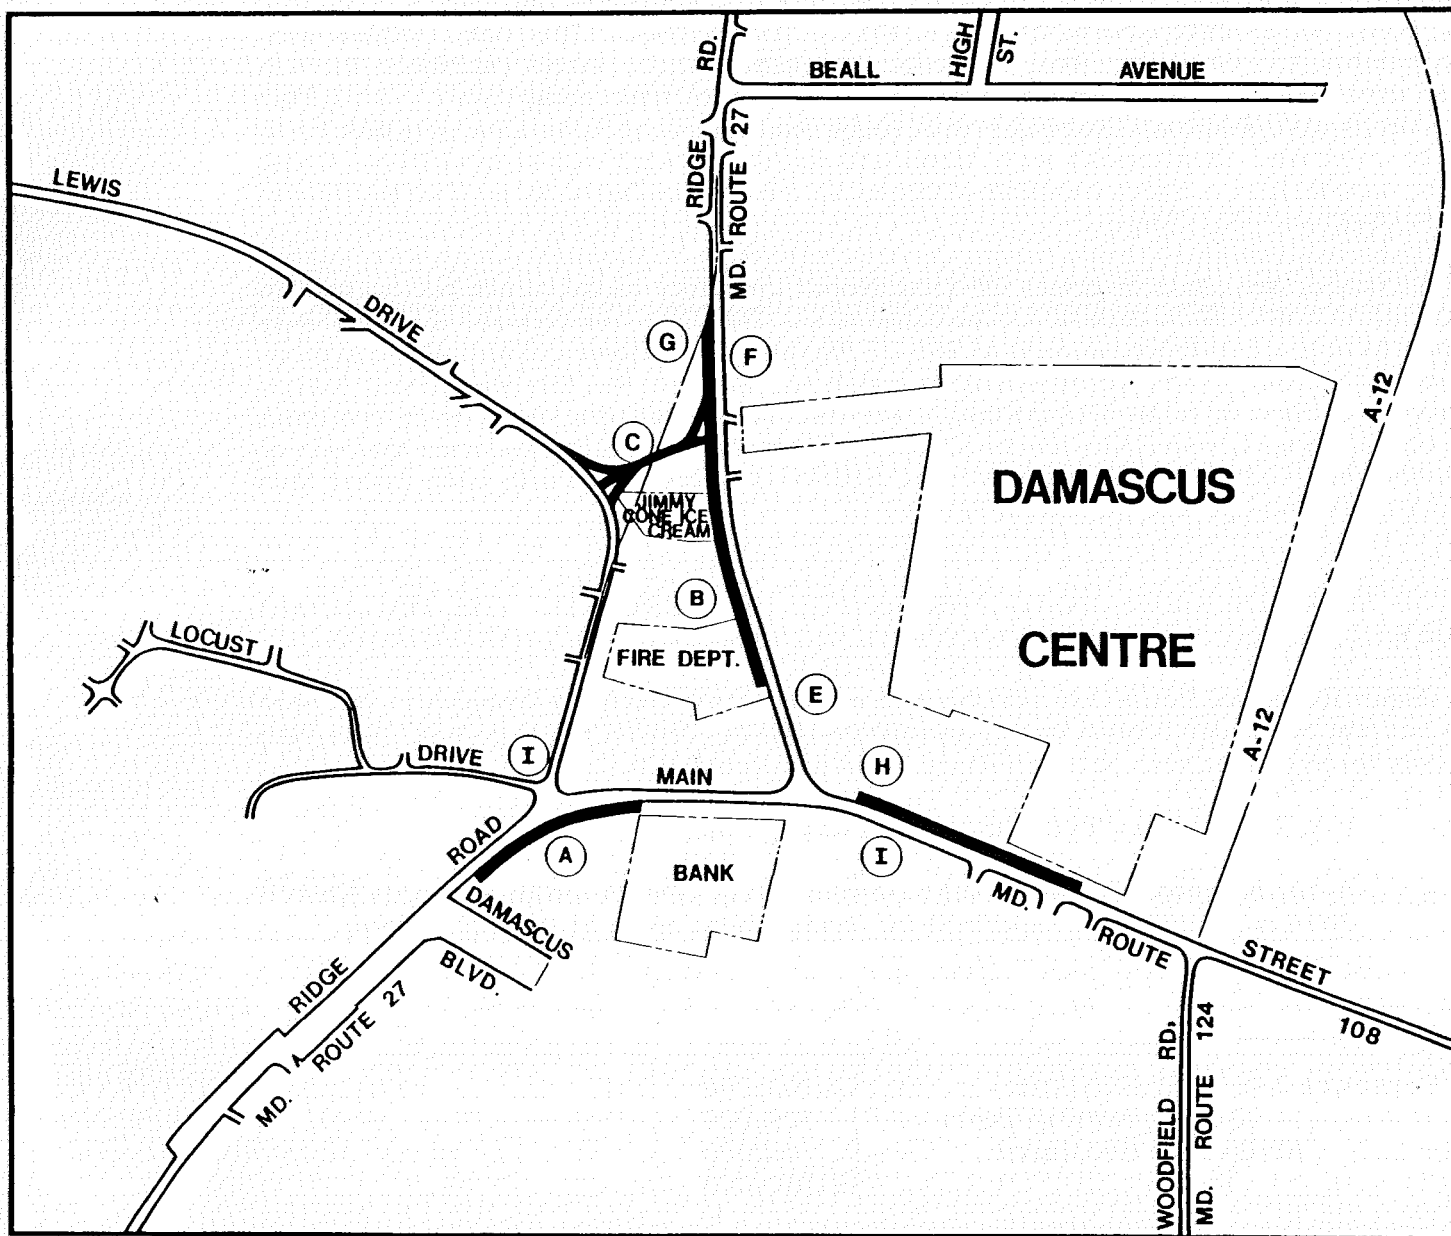 RD.
BEALL
HIGH
ST.
AVENUE
RIDGE
MD. ROUTE 27
LEWIS
DRIVE
G
F
A-12
C
DAMASCUS
JIMMY
CONE ICE
CREAM
B
LOCUST
FIRE DEPT.
CENTRE
E
A-12
DRIVE
I
MAIN
H
ROAD
A
BANK
I
MD.
DAMASCUS
ROUTE
STREET
BLVD.
RIDGE
MD. ROUTE 27
108
WOODFIELD RD.
MD. ROUTE 124